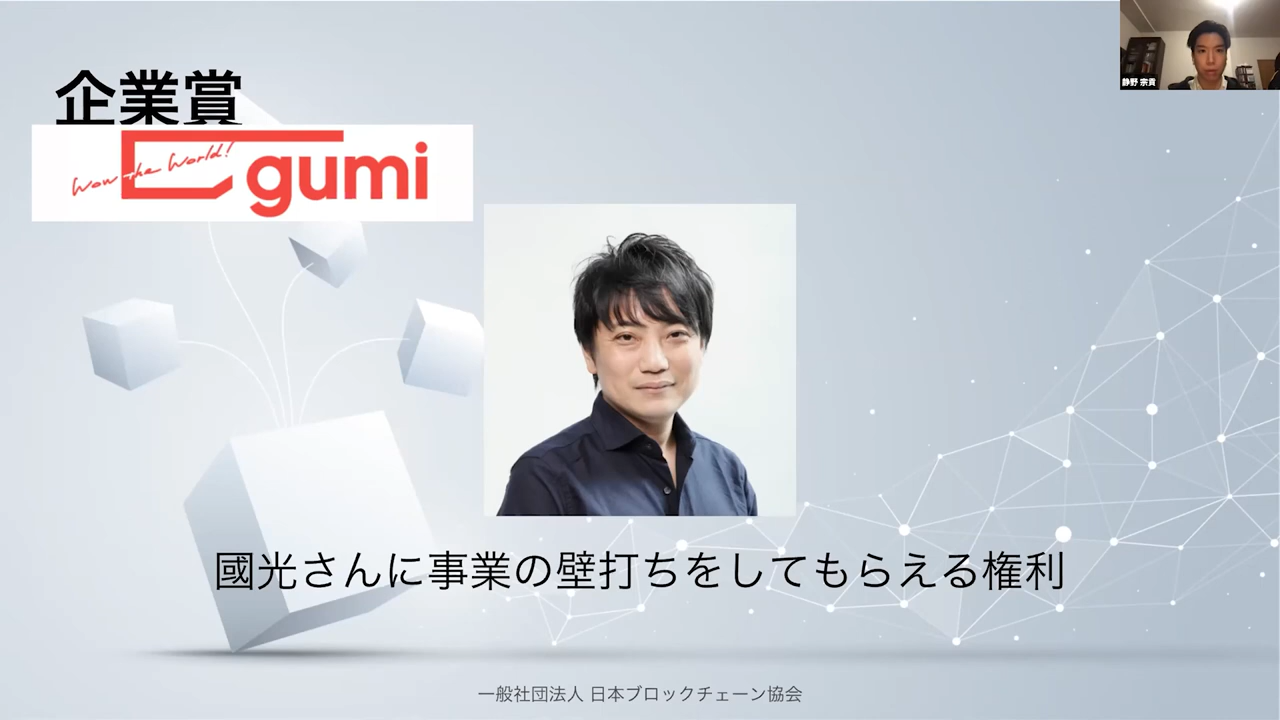 企業賞
Wow the World!
gumi
静野 宗貴
國光さんに事業の壁打ちをしてもらえる権利
一般社団法人 日本ブロックチェーン協会